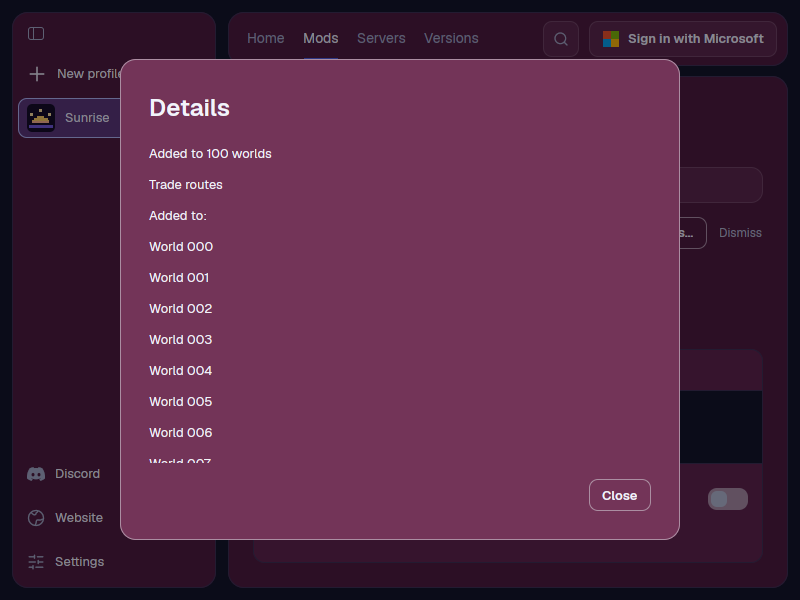 Home Mods Servers Versions
Sign in with Microsoft
New profile
Sunrise
Details
Added to 100 worlds
Trade routes
Added to:
World 000
World 001
World 002
World 003
World 004
World 005
World 006
World 007
s...
Dismiss
Close
Discord
Website
Settings